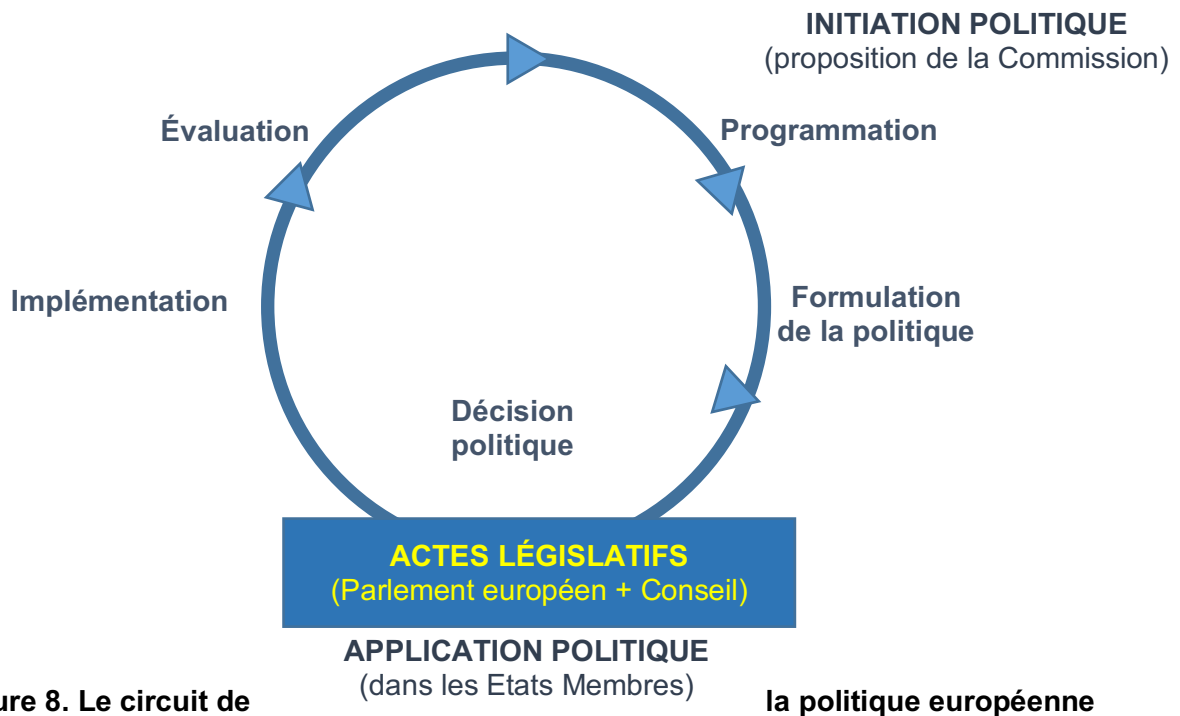 INITIATION POLITIQUE
(proposition de la Commission)
Évaluation
Programmation
Implémentation
Formulation
de la politique
Décision
politique
ACTES LÉGISLATIFS
(Parlement européen + Conseil)
APPLICATION POLITIQUE
(dans les Etats Membres)
ure 8. Le circuit de la politique européenne